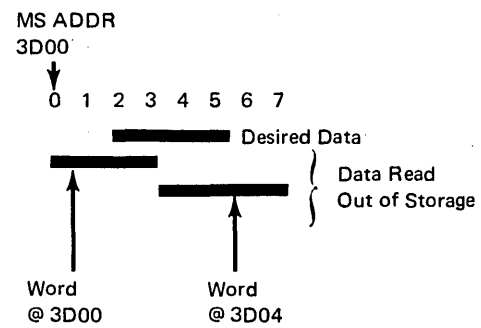 MS ADDR
3D00
0 1 2 3 4 5 6 7
Desired Data
Data Read
Out of Storage
Word
@ 3D00
Word
@ 3D04